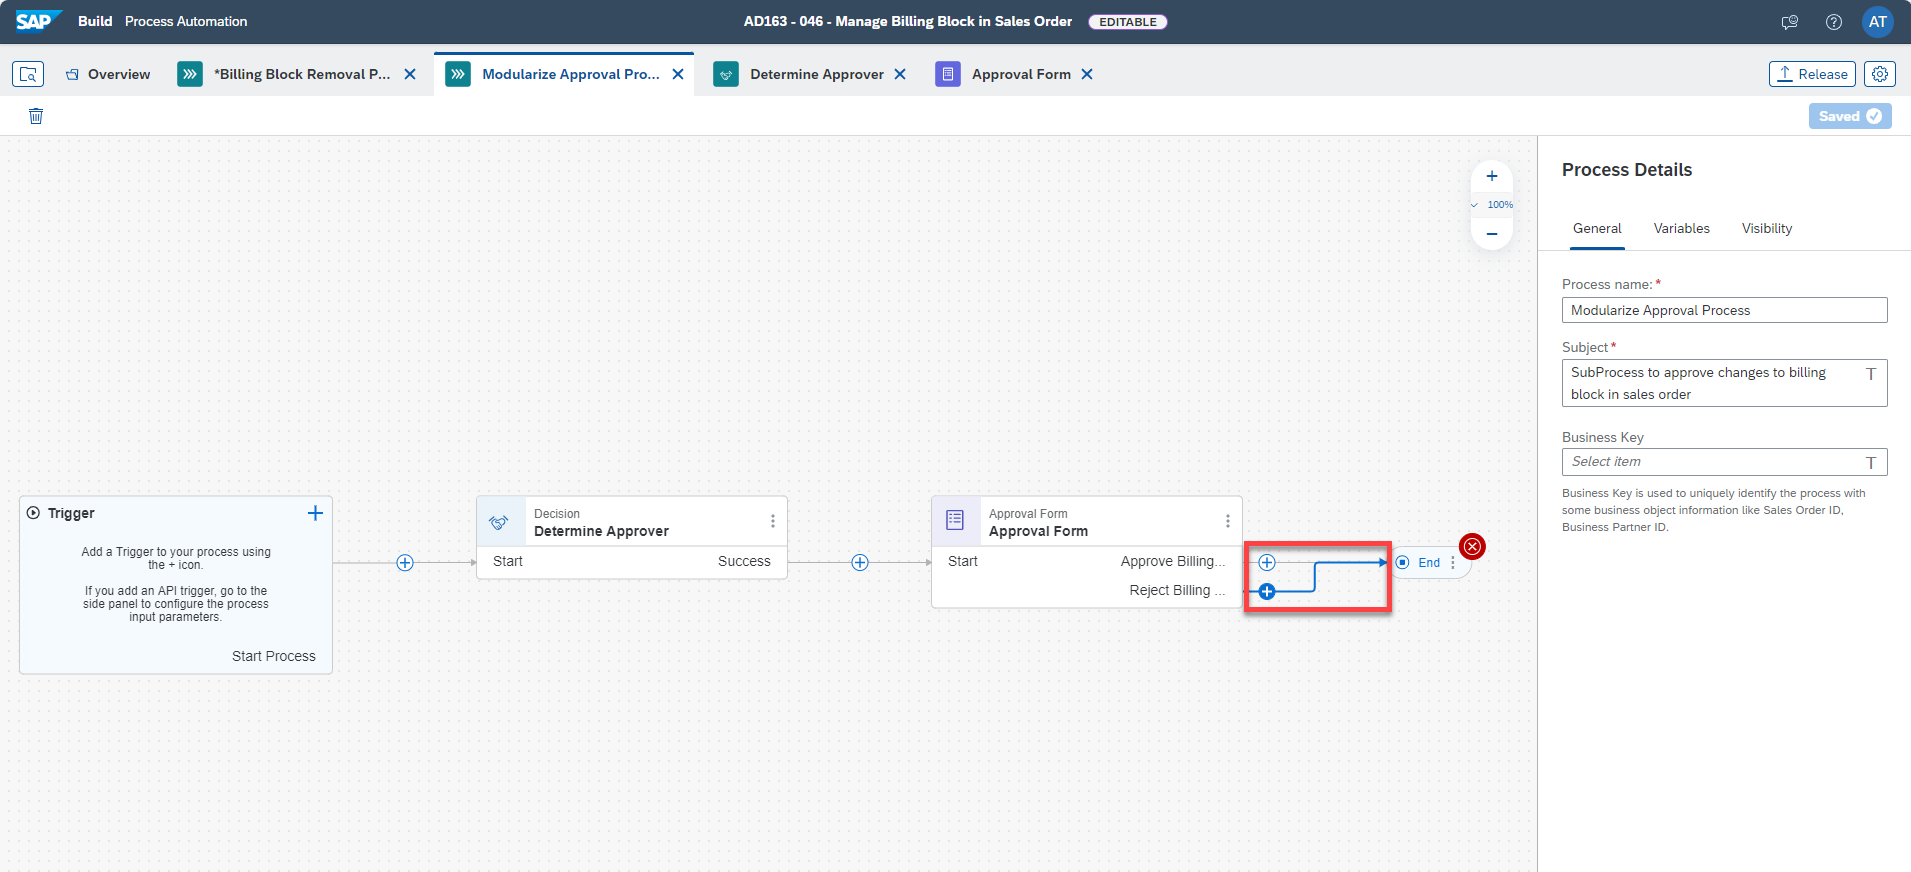 SAP Build Process Automation
AD163 - 046 - Manage Billing Block in Sales Order EDITABLE
AT
Overview
*Billing Block Removal P...
Modularize Approval Pro...
Determine Approver
Approval Form
Release
Saved
100%
Trigger
Add a Trigger to your process using
the + icon.
If you add an API trigger, go to the
side panel to configure the process
input parameters.
Start Process
Decision
Determine Approver
Start Success
Approval Form
Approval Form
Start Approve Billing...
Reject Billing ...
End
Process Details
General Variables Visibility
Process name: *
Modularize Approval Process
Subject *
SubProcess to approve changes to billing
block in sales order
T
Business Key
Select item
T
Business Key is used to uniquely identify the process with
some business object information like Sales Order ID,
Business Partner ID.